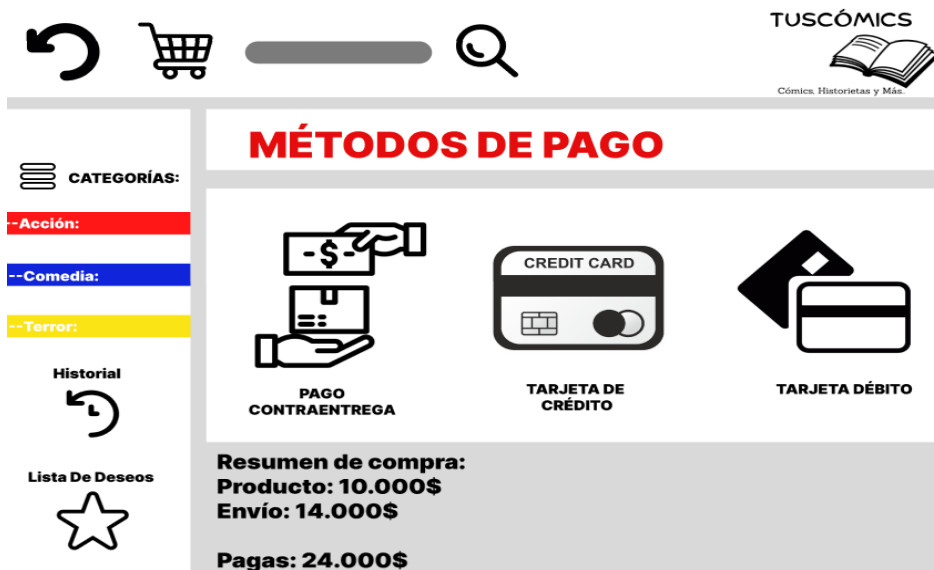 TUSCÓMICS
Cómics, Historietas y Más.
MÉTODOS DE PAGO
CATEGORÍAS:
--Acción:
--Comedia:
--Terror:
Historial
Lista De Deseos
-$-
CREDIT CARD
PAGO
CONTRAENTREGA
TARJETA DE
CRÉDITO
TARJETA DÉBITO
Resumen de compra:
Producto: 10.000$
Envío: 14.000$
Pagas: 24.000$